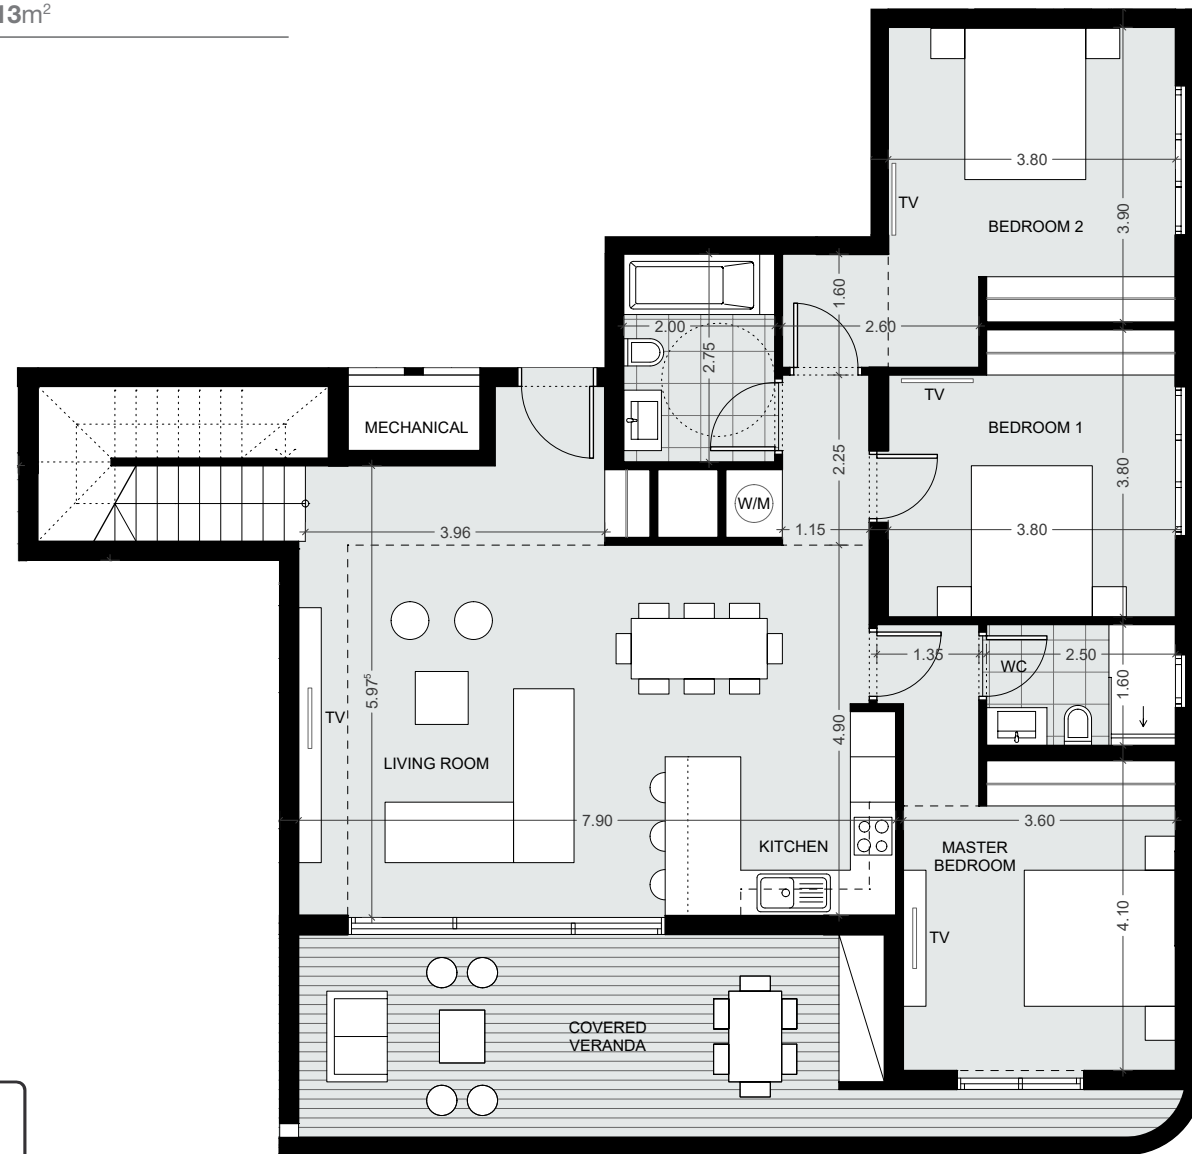 13m²
3.80
TV
3.90
BEDROOM 2
1.60
2.00
2.60
2.75
TV
MECHANICAL
BEDROOM 1
2.25
3.80
W/M
3.96
1.15
3.80
1.35
2.50
WC
1.60
5.97⁵
TV
4.90
LIVING ROOM
7.90
3.60
KITCHEN
MASTER
BEDROOM
4.10
TV
COVERED
VERANDA